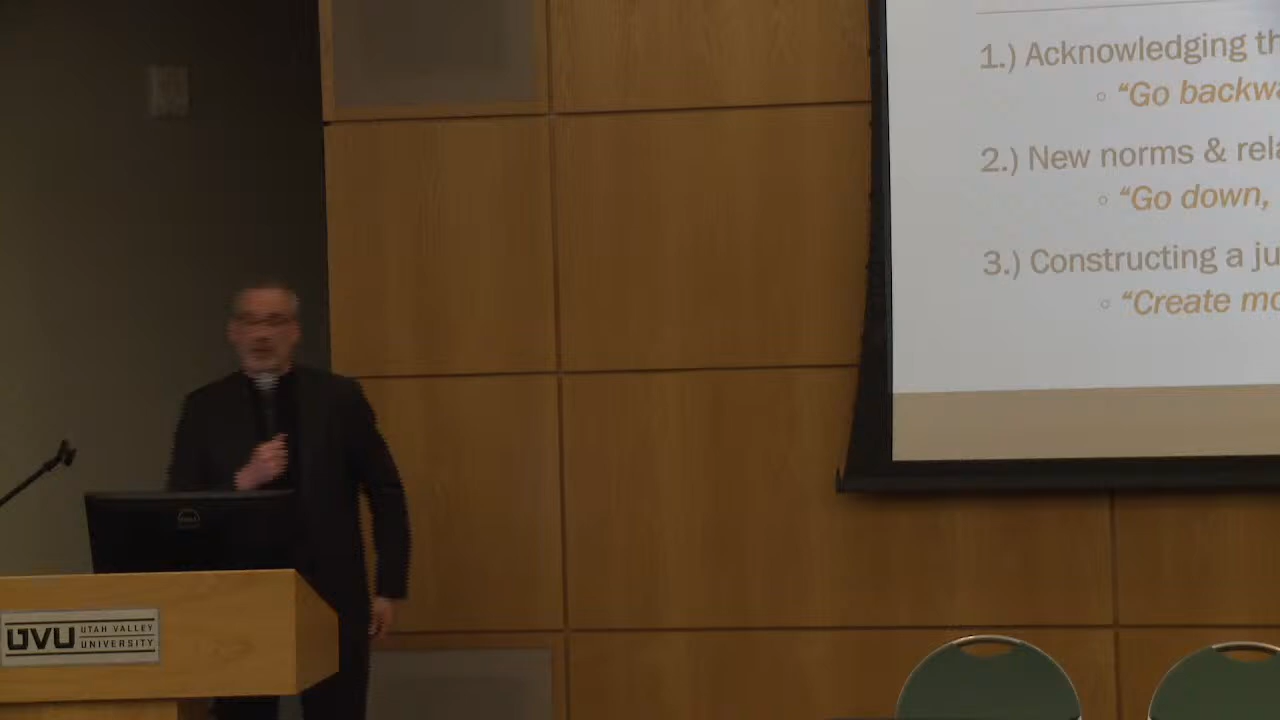 1.) Acknowledging th
“Go backwa
2.) New norms & rela
“Go down,
3.) Constructing a ju
“Create mo
DELL
UVU UTAH VALLEY
UNIVERSITY